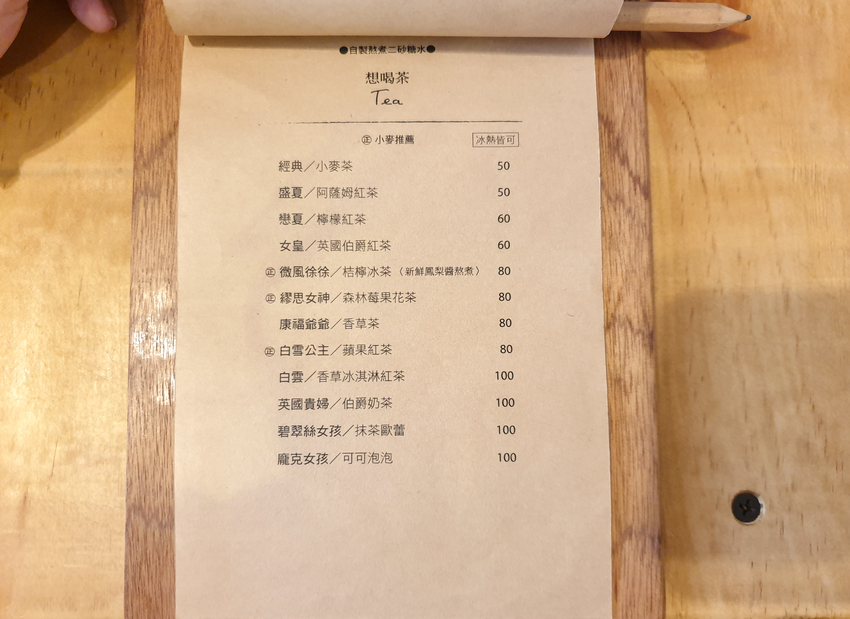 ●自製熬煮二砂糖水●
想喝茶
Tea
㊣ 小麥推薦 冰熱皆可
經典／小麥茶 50
盛夏／阿薩姆紅茶 50
戀夏／檸檬紅茶 60
女皇／英國伯爵紅茶 60
㊣ 微風徐徐／桔檸冰茶（新鮮鳳梨醬熬煮） 80
㊣ 繆思女神／森林莓果花茶 80
康福爺爺／香草茶 80
㊣ 白雪公主／蘋果紅茶 80
白雲／香草冰淇淋紅茶 100
英國貴婦／伯爵奶茶 100
碧翠絲女孩／抹茶歐蕾 100
龐克女孩／可可泡泡 100